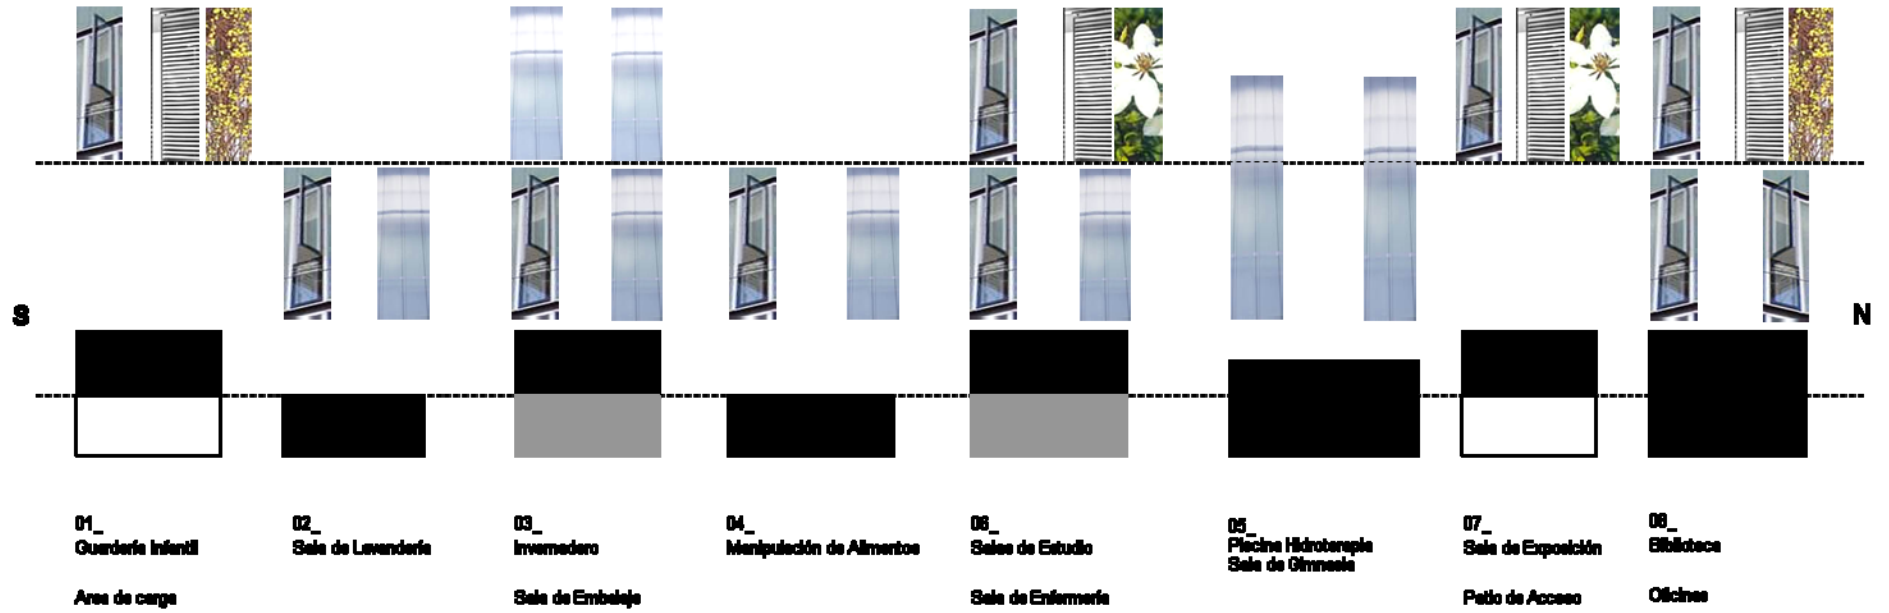 S
N
01_
Guardería Infantil
Area de carga
02_
Sala de Lavandería
03_
Invernadero
Sala de Embalaje
04_
Manipulación de Alimentos
06_
Salas de Estudio
Sala de Enfermería
05_
Piscina Hidroterapia
Sala de Gimnasia
07_
Sala de Exposición
Patio de Acceso
08_
Biblioteca
Oficinas